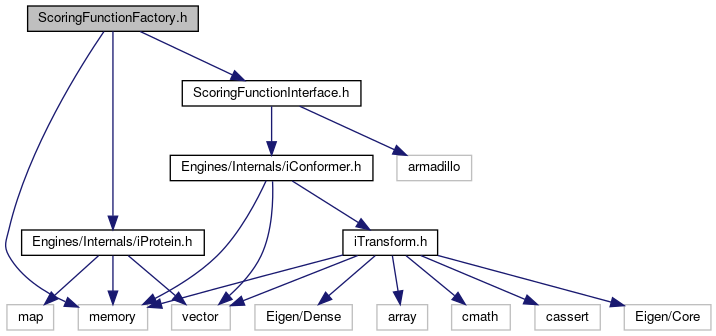 ScoringFunctionFactory.h
ScoringFunctionInterface.h
Engines/Internals/iConformer.h
armadillo
Engines/Internals/iProtein.h
iTransform.h
map
memory
vector
Eigen/Dense
array
cmath
cassert
Eigen/Core